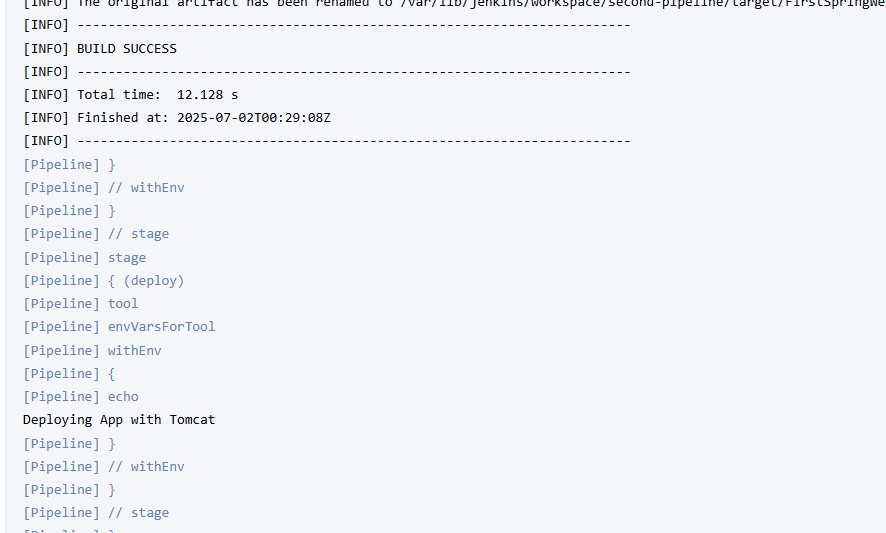 [INFO] The original artifact has been renamed to /var/lib/jenkins/workspace/second-pipeline/target/FirstSpringWe
[INFO] ------------------------------------------------------------------------
[INFO] BUILD SUCCESS
[INFO] ------------------------------------------------------------------------
[INFO] Total time:  12.128 s
[INFO] Finished at: 2025-07-02T00:29:08Z
[INFO] ------------------------------------------------------------------------
[Pipeline] }
[Pipeline] // withEnv
[Pipeline] }
[Pipeline] // stage
[Pipeline] stage
[Pipeline] { (deploy)
[Pipeline] tool
[Pipeline] envVarsForTool
[Pipeline] withEnv
[Pipeline] {
[Pipeline] echo
Deploying App with Tomcat
[Pipeline] }
[Pipeline] // withEnv
[Pipeline] }
[Pipeline] // stage
[Pipeline] }